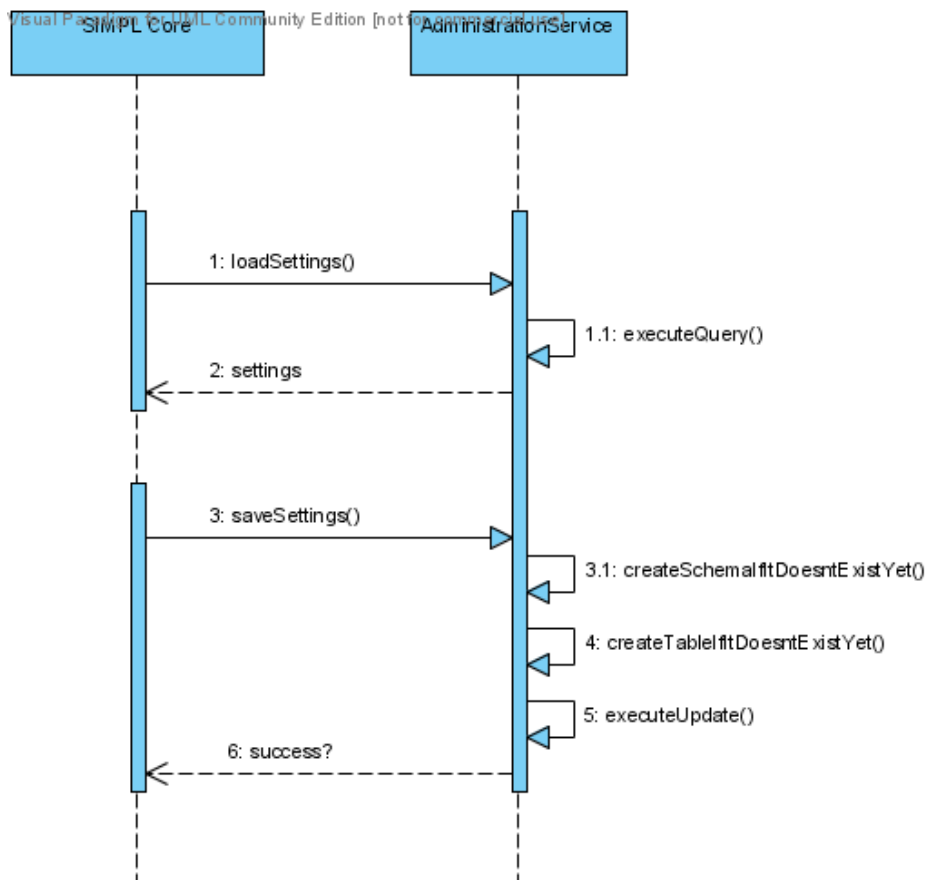 Visual Paradigm for UML Community Edition [not for commercial use]
SIMPL Core
AdministrationService
1: loadSettings()
1.1: executeQuery()
2: settings
3: saveSettings()
3.1: createSchemaIfItDoesntExistYet()
4: createTableIfItDoesntExistYet()
5: executeUpdate()
6: success?